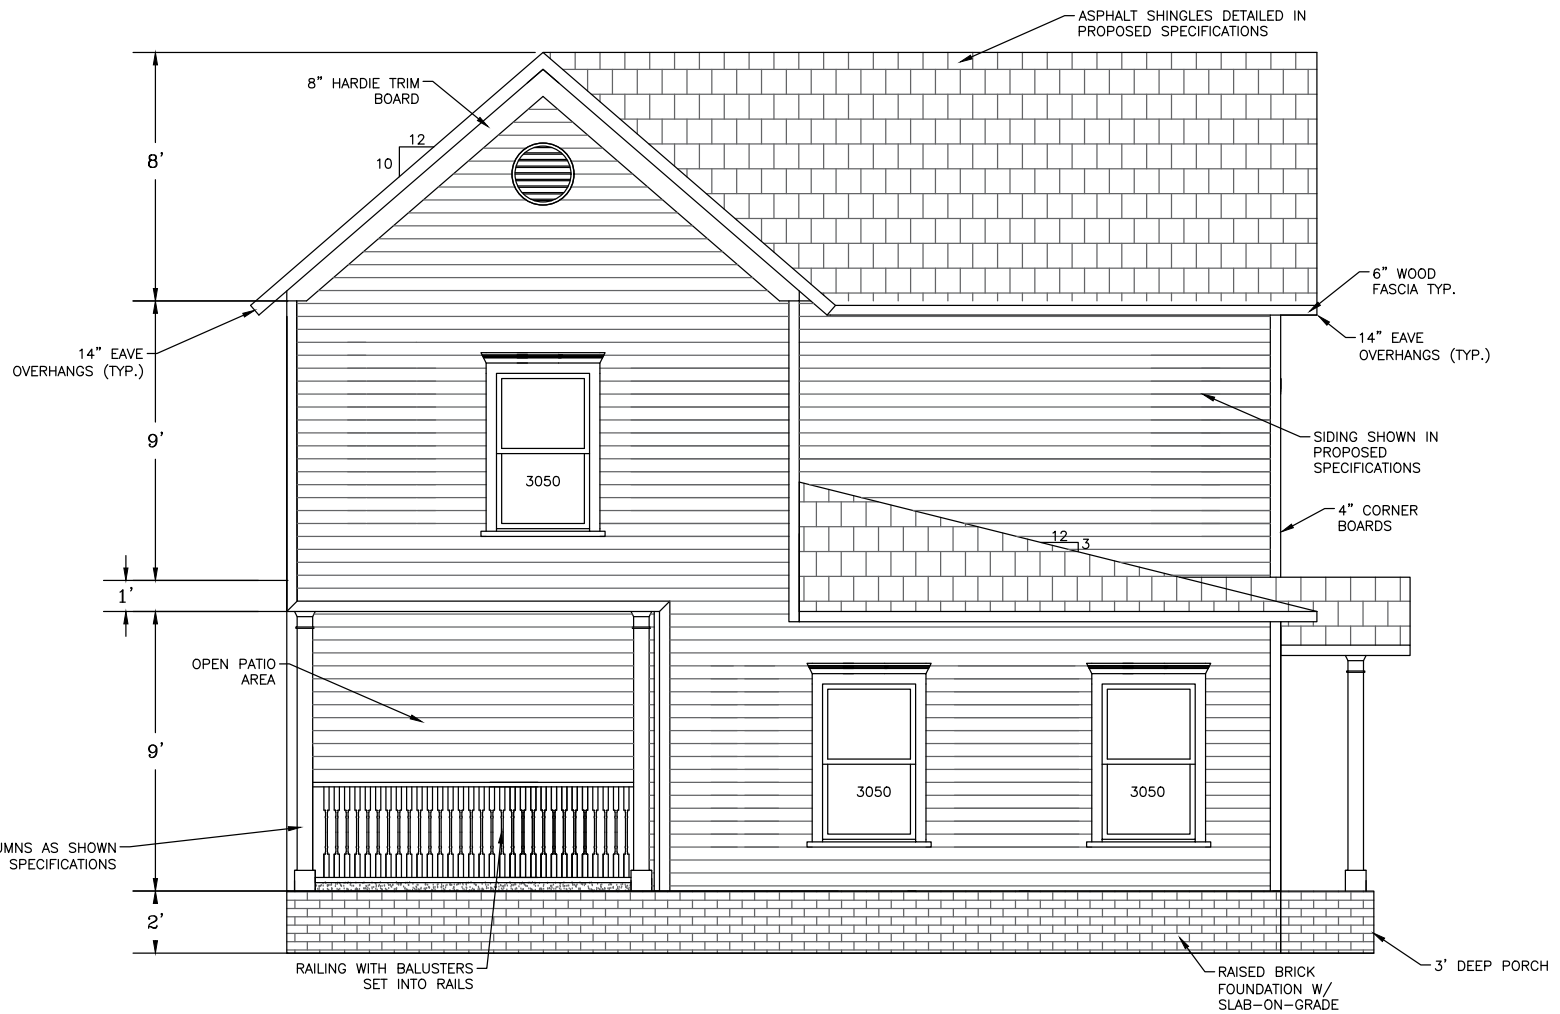 ASPHALT SHINGLES DETAILED IN
PROPOSED SPECIFICATIONS
8" HARDIE TRIM
BOARD
12
10
8'
6" WOOD
FASCIA TYP.
14" EAVE
OVERHANGS (TYP.)
14" EAVE
OVERHANGS (TYP.)
9'
SIDING SHOWN IN
PROPOSED
SPECIFICATIONS
3050
4" CORNER
BOARDS
12
3
1'
OPEN PATIO
AREA
9'
3050
3050
UMNS AS SHOWN
SPECIFICATIONS
2'
RAILING WITH BALUSTERS
SET INTO RAILS
3' DEEP PORCH
RAISED BRICK
FOUNDATION W/
SLAB-ON-GRADE